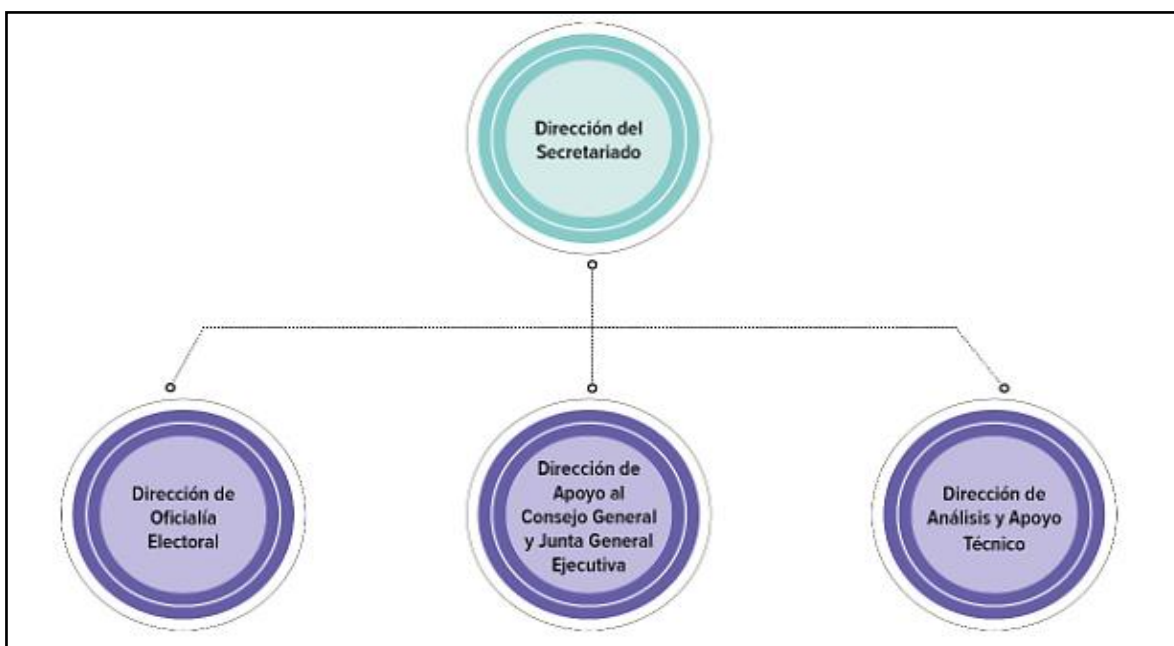 Dirección del
Secretariado
Dirección de
Oficialía
Electoral
Dirección de
Apoyo al
Consejo General
y Junta General
Ejecutiva
Dirección de
Análisis y Apoyo
Técnico